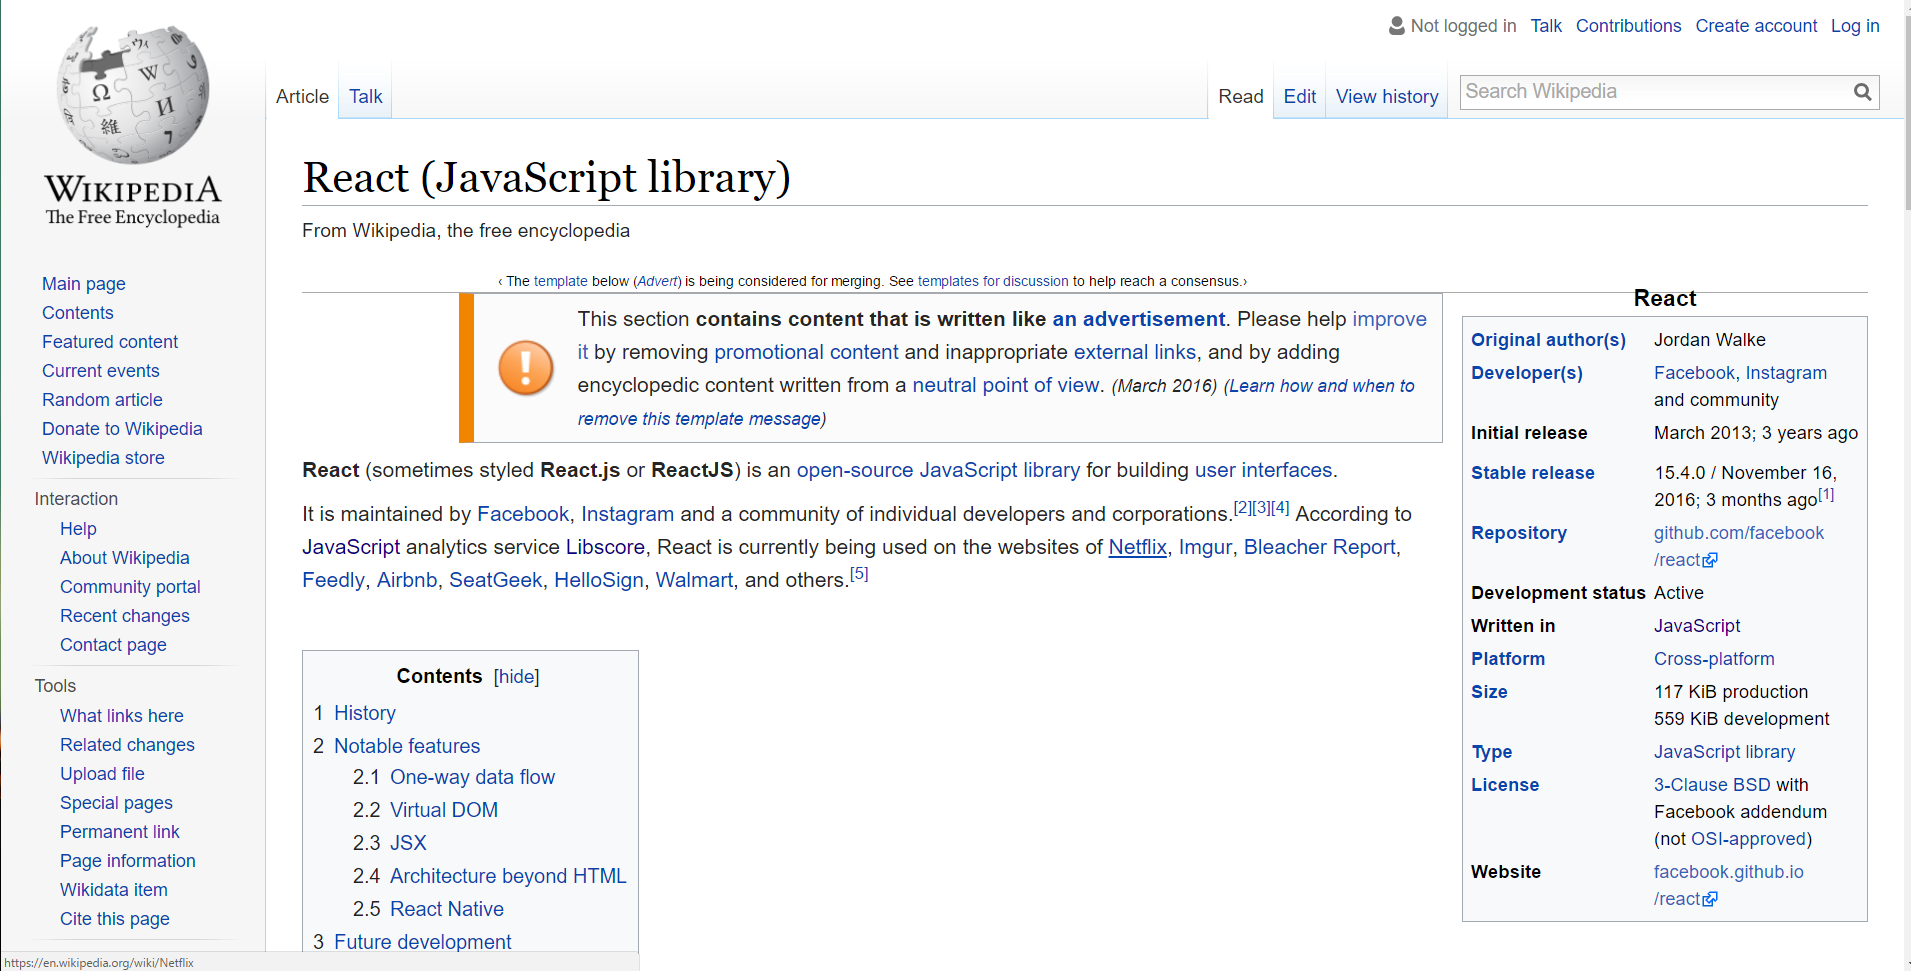 Not logged in Talk Contributions Create account Log in
Article Talk Read Edit View history Search Wikipedia
WIKIPEDIA
The Free Encyclopedia
Main page
Contents
Featured content
Current events
Random article
Donate to Wikipedia
Wikipedia store
Interaction
Help
About Wikipedia
Community portal
Recent changes
Contact page
Tools
What links here
Related changes
Upload file
Special pages
Permanent link
Page information
Wikidata item
Cite this page
React (JavaScript library)
From Wikipedia, the free encyclopedia
‹ The template below (Advert) is being considered for merging. See templates for discussion to help reach a consensus.›
This section contains content that is written like an advertisement. Please help improve
it by removing promotional content and inappropriate external links, and by adding
encyclopedic content written from a neutral point of view. (March 2016) (Learn how and when to
remove this template message)
React (sometimes styled React.js or ReactJS) is an open-source JavaScript library for building user interfaces.
It is maintained by Facebook, Instagram and a community of individual developers and corporations.[2][3][4] According to
JavaScript analytics service Libscore, React is currently being used on the websites of Netflix, Imgur, Bleacher Report,
Feedly, Airbnb, SeatGeek, HelloSign, Walmart, and others.[5]
Contents [hide]
1 History
2 Notable features
2.1 One-way data flow
2.2 Virtual DOM
2.3 JSX
2.4 Architecture beyond HTML
2.5 React Native
3 Future development
React
Original author(s) Jordan Walke
Developer(s) Facebook, Instagram
and community
Initial release March 2013; 3 years ago
Stable release 15.4.0 / November 16,
2016; 3 months ago[1]
Repository github.com/facebook
/react
Development status Active
Written in JavaScript
Platform Cross-platform
Size 117 KiB production
559 KiB development
Type JavaScript library
License 3-Clause BSD with
Facebook addendum
(not OSI-approved)
Website facebook.github.io
/react
https://en.wikipedia.org/wiki/Netflix